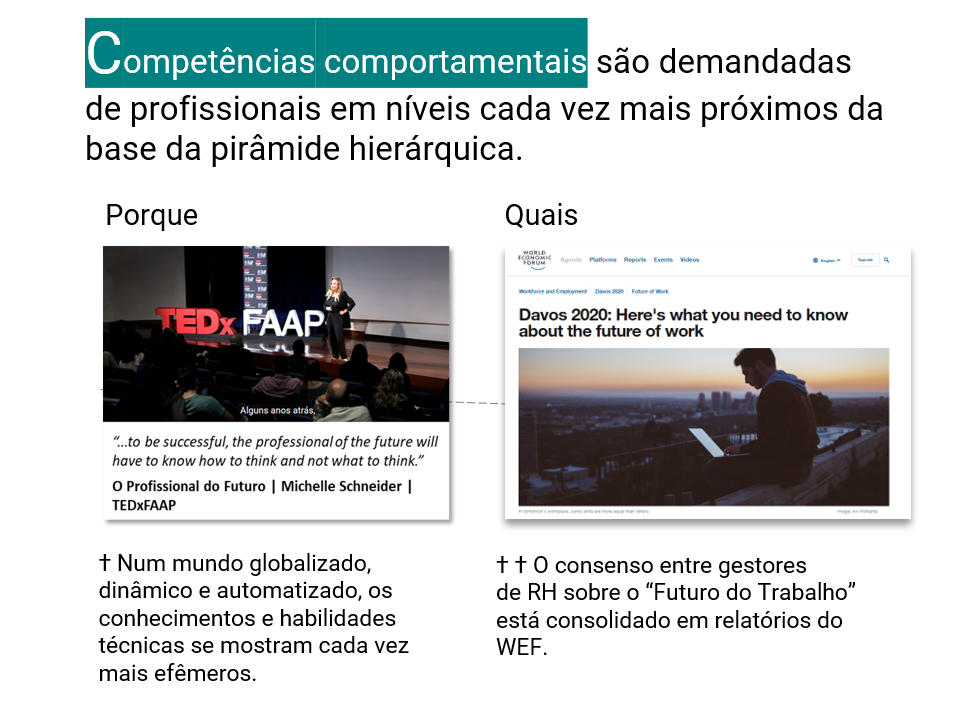 Competências comportamentais são demandadas
de profissionais em níveis cada vez mais próximos da
base da pirâmide hierárquica.
Porque
Quais
TEDx FAAP
Alguns anos atrás,
“...to be successful, the professional of the future will
have to know how to think and not what to think.”
O Profissional do Futuro | Michelle Schneider |
TEDxFAAP
WORLD
ECONOMIC
FORUM
Agenda Platforms Reports Events Videos
English TopLink
Workforce and Employment | Davos 2020 | Future of Work
Davos 2020: Here's what you need to know
about the future of work
In tomorrow's workplace, some skills are more equal than others.
† Num mundo globalizado,
dinâmico e automatizado, os
conhecimentos e habilidades
técnicas se mostram cada vez
mais efêmeros.
† † O consenso entre gestores
de RH sobre o “Futuro do Trabalho”
está consolidado em relatórios do
WEF.